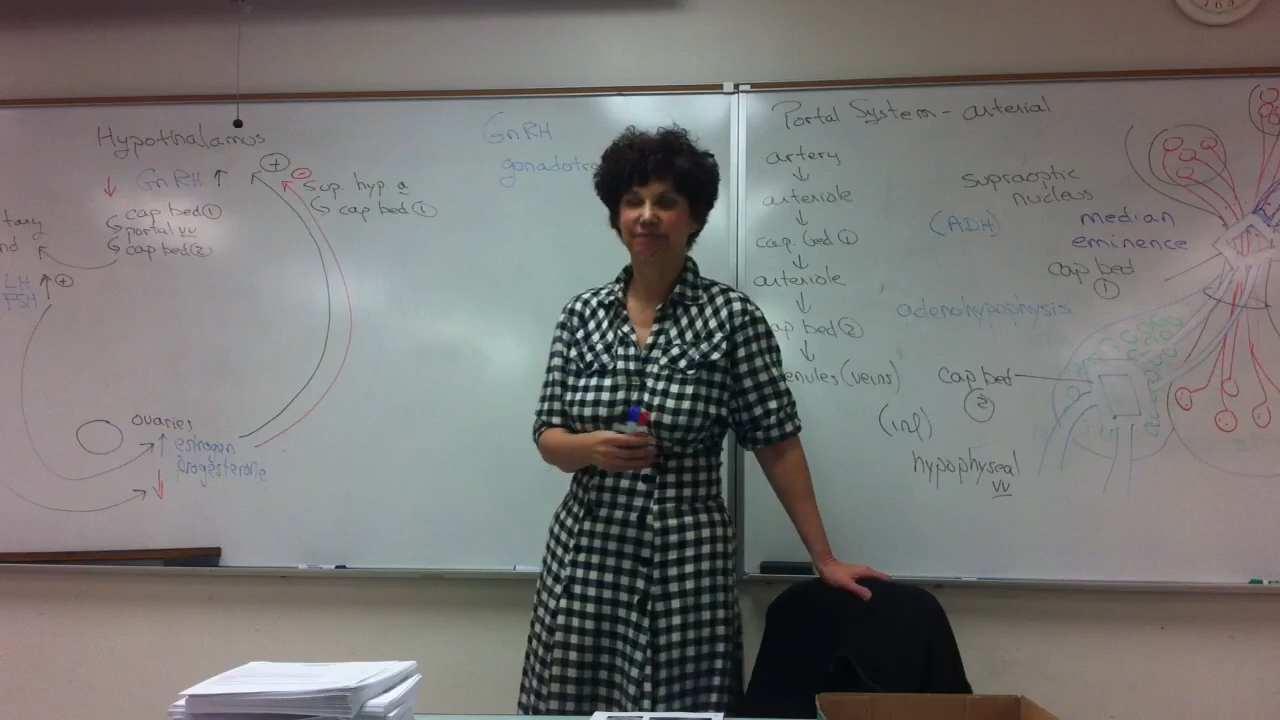 Hypothalamus
GnRH ↑
↓
cap bed ①
portal vv
cap bed ②
tary
nd
LH ↑ ⊕
FSH
⊕
⊖
sup. hyp a
cap bed ①
ovaries
↑ estrogen
progesterone
↓
GnRH
gonadotro
Portal System - arterial
artery
↓
arteriole
↓
cap. bed ①
↓
arteriole
↓
ap bed ②
↓
enules (veins)
supraoptic
nucleus
(ADH)
median
eminence
cap bed
①
adenohypophysis
cap bed
②
(inf)
hypophyseal
vv